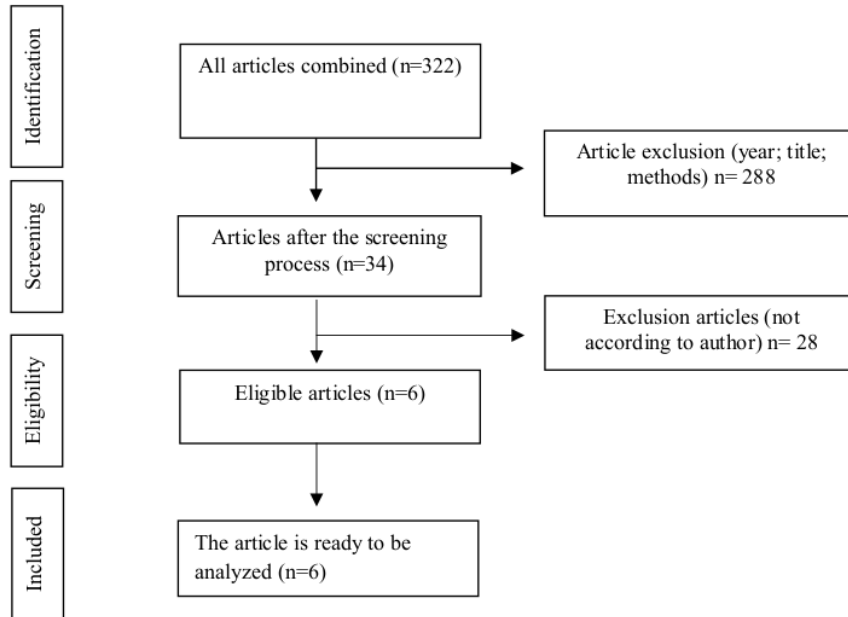 Identification
All articles combined (n=322)
Article exclusion (year; title;
methods) n= 288
Screening
Articles after the screening
process (n=34)
Exclusion articles (not
according to author) n= 28
Eligibility
Eligible articles (n=6)
Included
The article is ready to be
analyzed (n=6)